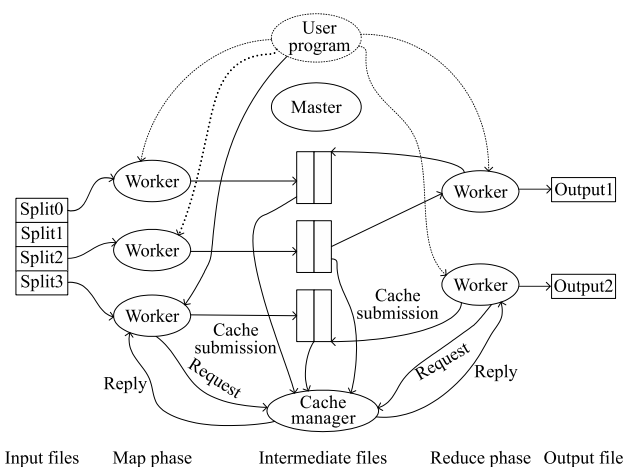 User
program
Master
Worker
Worker
Worker
Split0
Split1
Split2
Split3
Worker
Output1
Worker
Output2
Cache
submission
Cache
submission
Request
Reply
Request
Reply
Cache
manager
Input files
Map phase
Intermediate files
Reduce phase
Output file